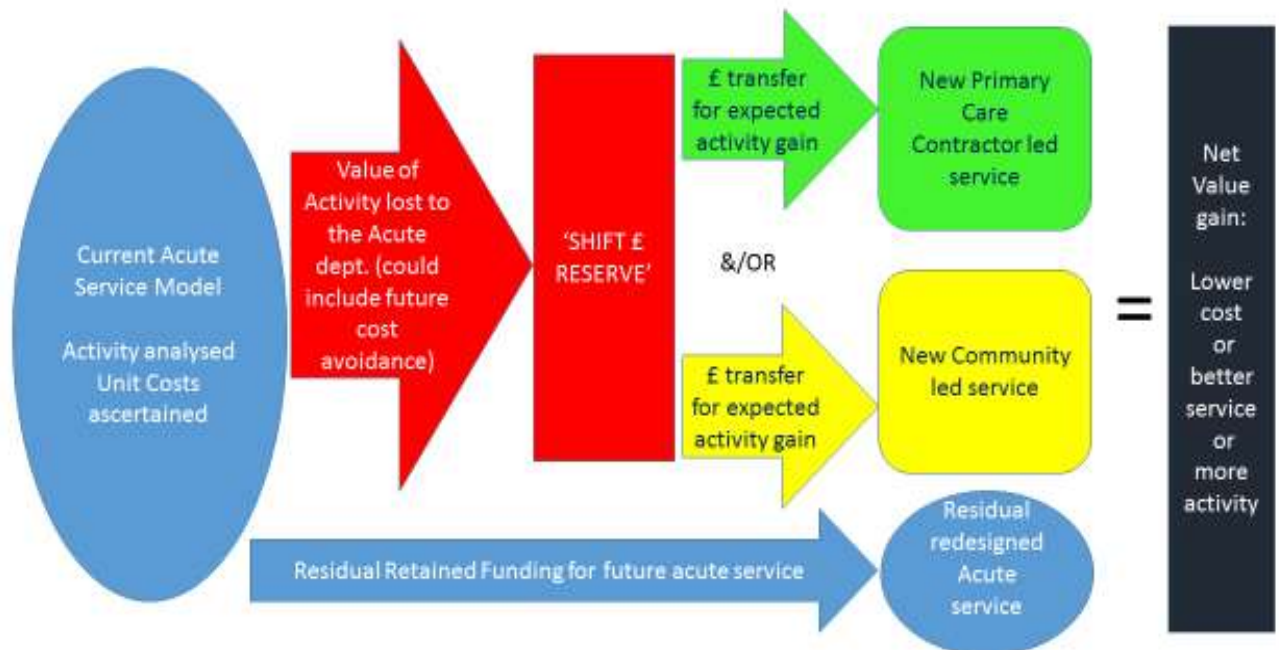 Current Acute
Service Model
Activity analysed
Unit Costs
ascertained
Value of
Activity lost to
the Acute
dept. (could
include future
cost
avoidance)
‘SHIFT £
RESERVE’
£ transfer
for expected
activity gain
New Primary
Care
Contractor led
service
&/OR
£ transfer
for expected
activity gain
New Community
led service
Residual Retained Funding for future acute service
Residual
redesigned
Acute
service
=
Net
Value
gain:
Lower
cost
or
better
service
or
more
activity